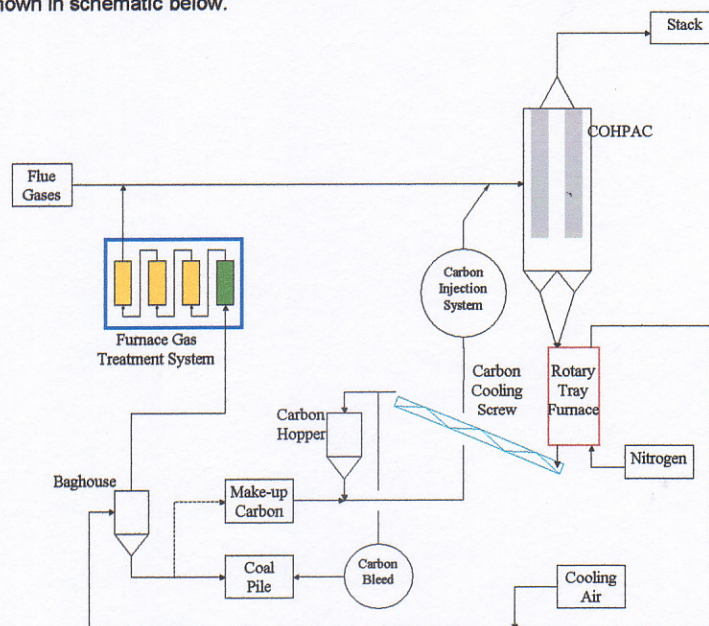 nown in schematic below.
Stack
COHPAC
Flue
Gases
Carbon
Injection
System
Furnace Gas
Treatment System
Carbon
Cooling
Screw
Rotary
Tray
Furnace
Carbon
Hopper
Nitrogen
Baghouse
Make-up
Carbon
Coal
Pile
Carbon
Bleed
Cooling
Air